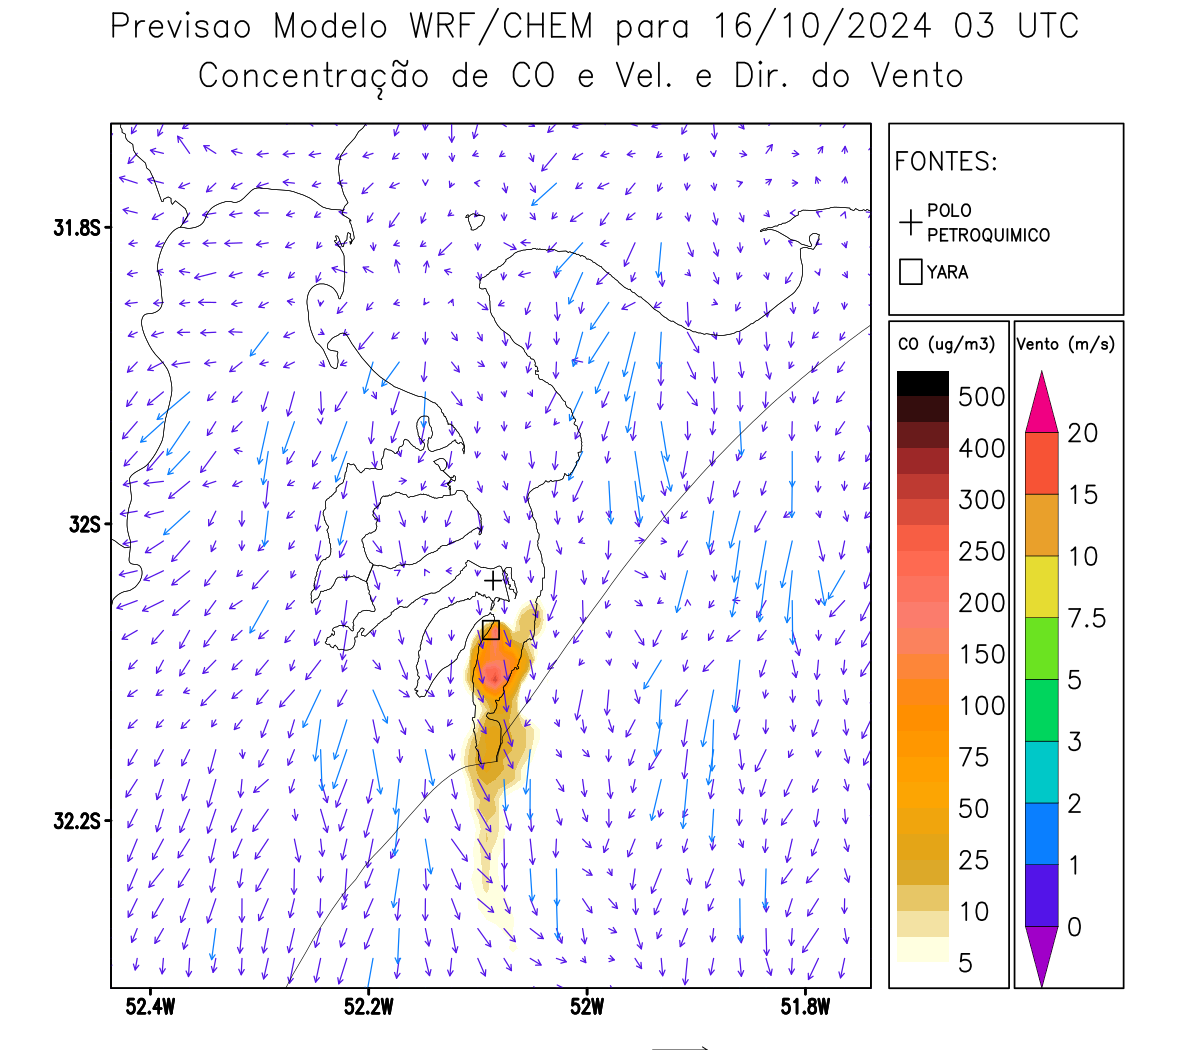 Previsao Modelo WRF/CHEM para 16/10/2024 03 UTC
Concentração de CO e Vel. e Dir. do Vento
FONTES:
POLO
PETROQUIMICO
YARA
CO (ug/m3)
500
400
300
250
200
150
100
75
50
25
10
5
Vento (m/s)
20
15
10
7.5
5
3
2
1
0
31.8S
32S
32.2S
52.4W
52.2W
52W
51.8W